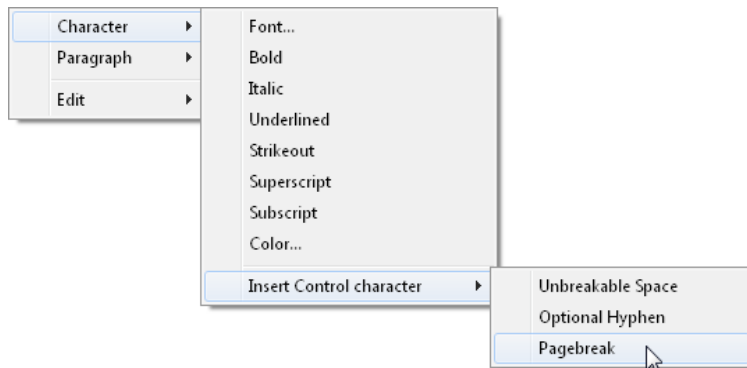 Character
Paragraph
Edit
Font...
Bold
Italic
Underlined
Strikeout
Superscript
Subscript
Color...
Insert Control character
Unbreakable Space
Optional Hyphen
Pagebreak